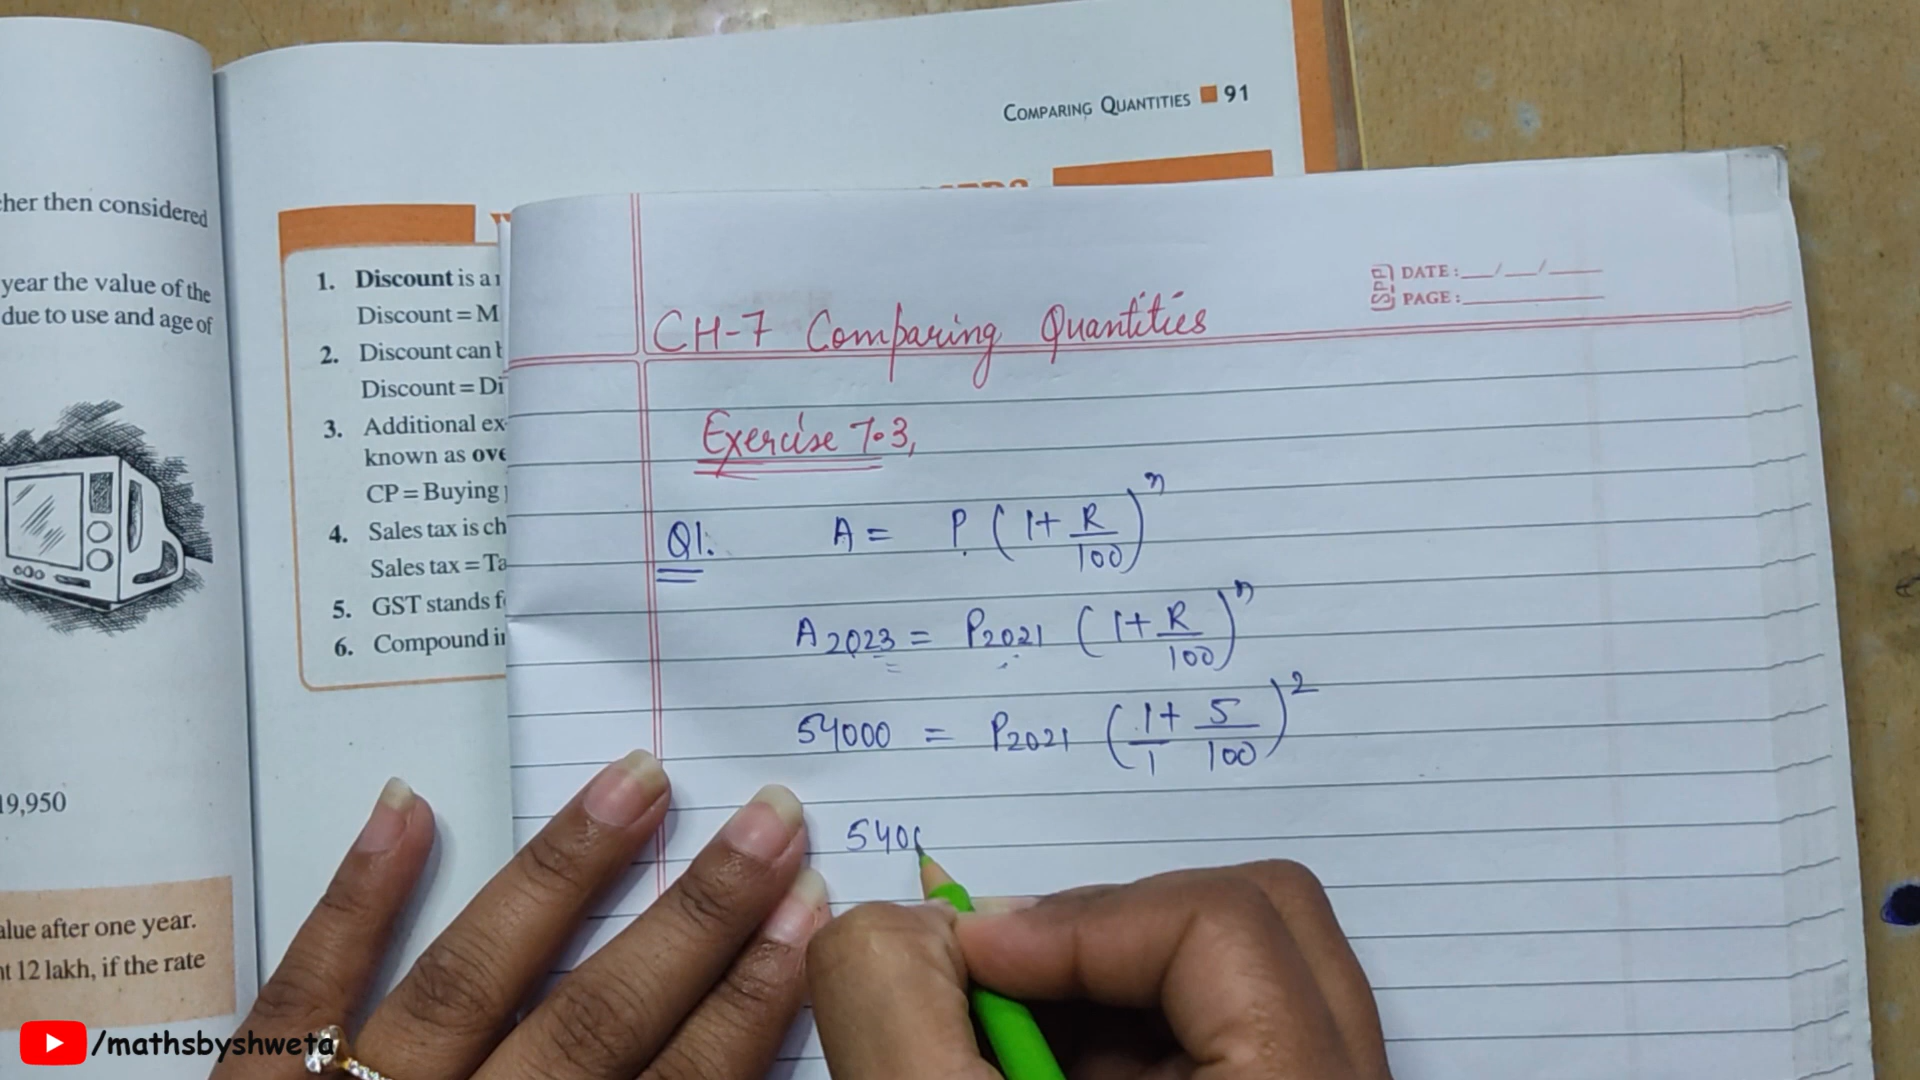 COMPARING QUANTITIES 91
cher then considered
year the value of the
due to use and age of
19,950
alue after one year.
nt 12 lakh, if the rate
1. Discount is a
Discount = M
2. Discount can
Discount = Di
3. Additional ex
known as ove
CP = Buying
4. Sales tax is ch
Sales tax = Ta
5. GST stands f
6. Compound i
DATE: __/__/____
PAGE:
CH-7 Comparing Quantities
Exercise 7.3,
Q1. A = P (1 + R/100)^n
A2023 = P2021 (1 + R/100)^n
54000 = P2021 (1/1 + 5/100)^2
540
/mathsbyshweta